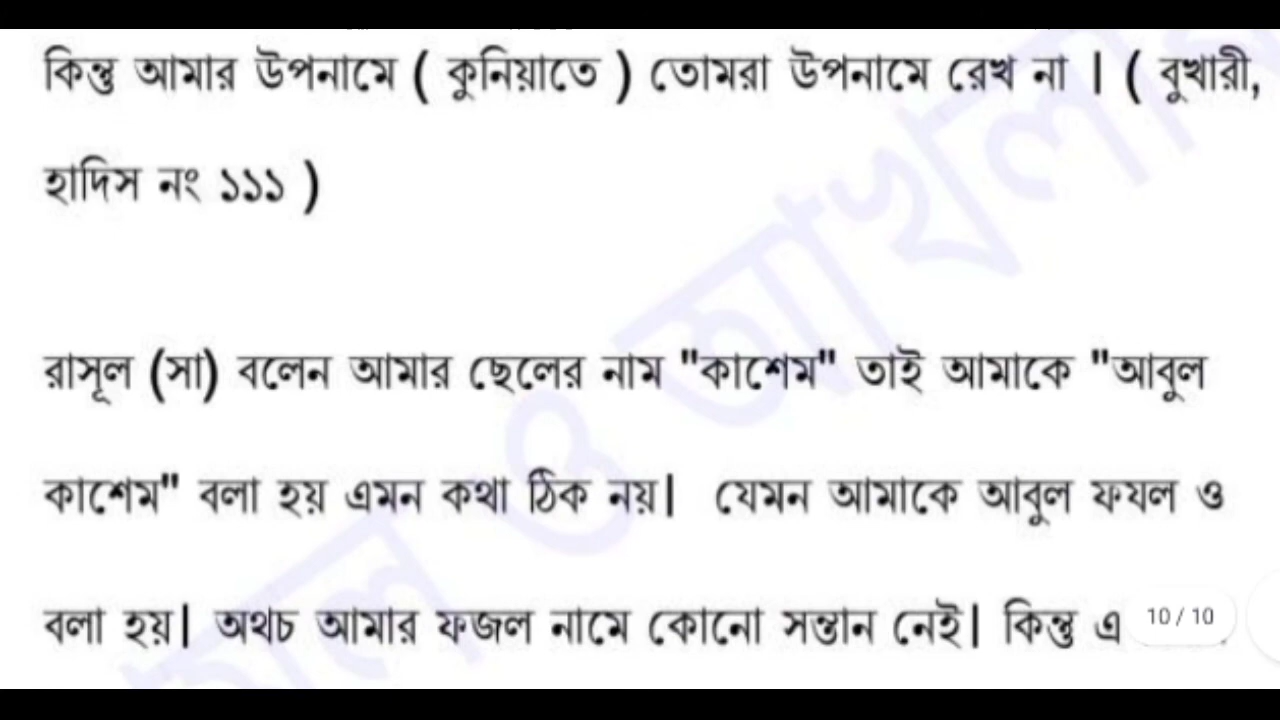 কিন্তু আমার উপনামে ( কুনিয়াতে ) তোমরা উপনামে রেখ না | ( বুখারী,
হাদিস নং ১১১ )
রাসূল (সা) বলেন আমার ছেলের নাম "কাশেম" তাই আমাকে "আবুল
কাশেম" বলা হয় এমন কথা ঠিক নয়| যেমন আমাকে আবুল ফযল ও
বলা হয়| অথচ আমার ফজল নামে কোনো সন্তান নেই| কিন্তু এ
10 / 10
ও আখলা